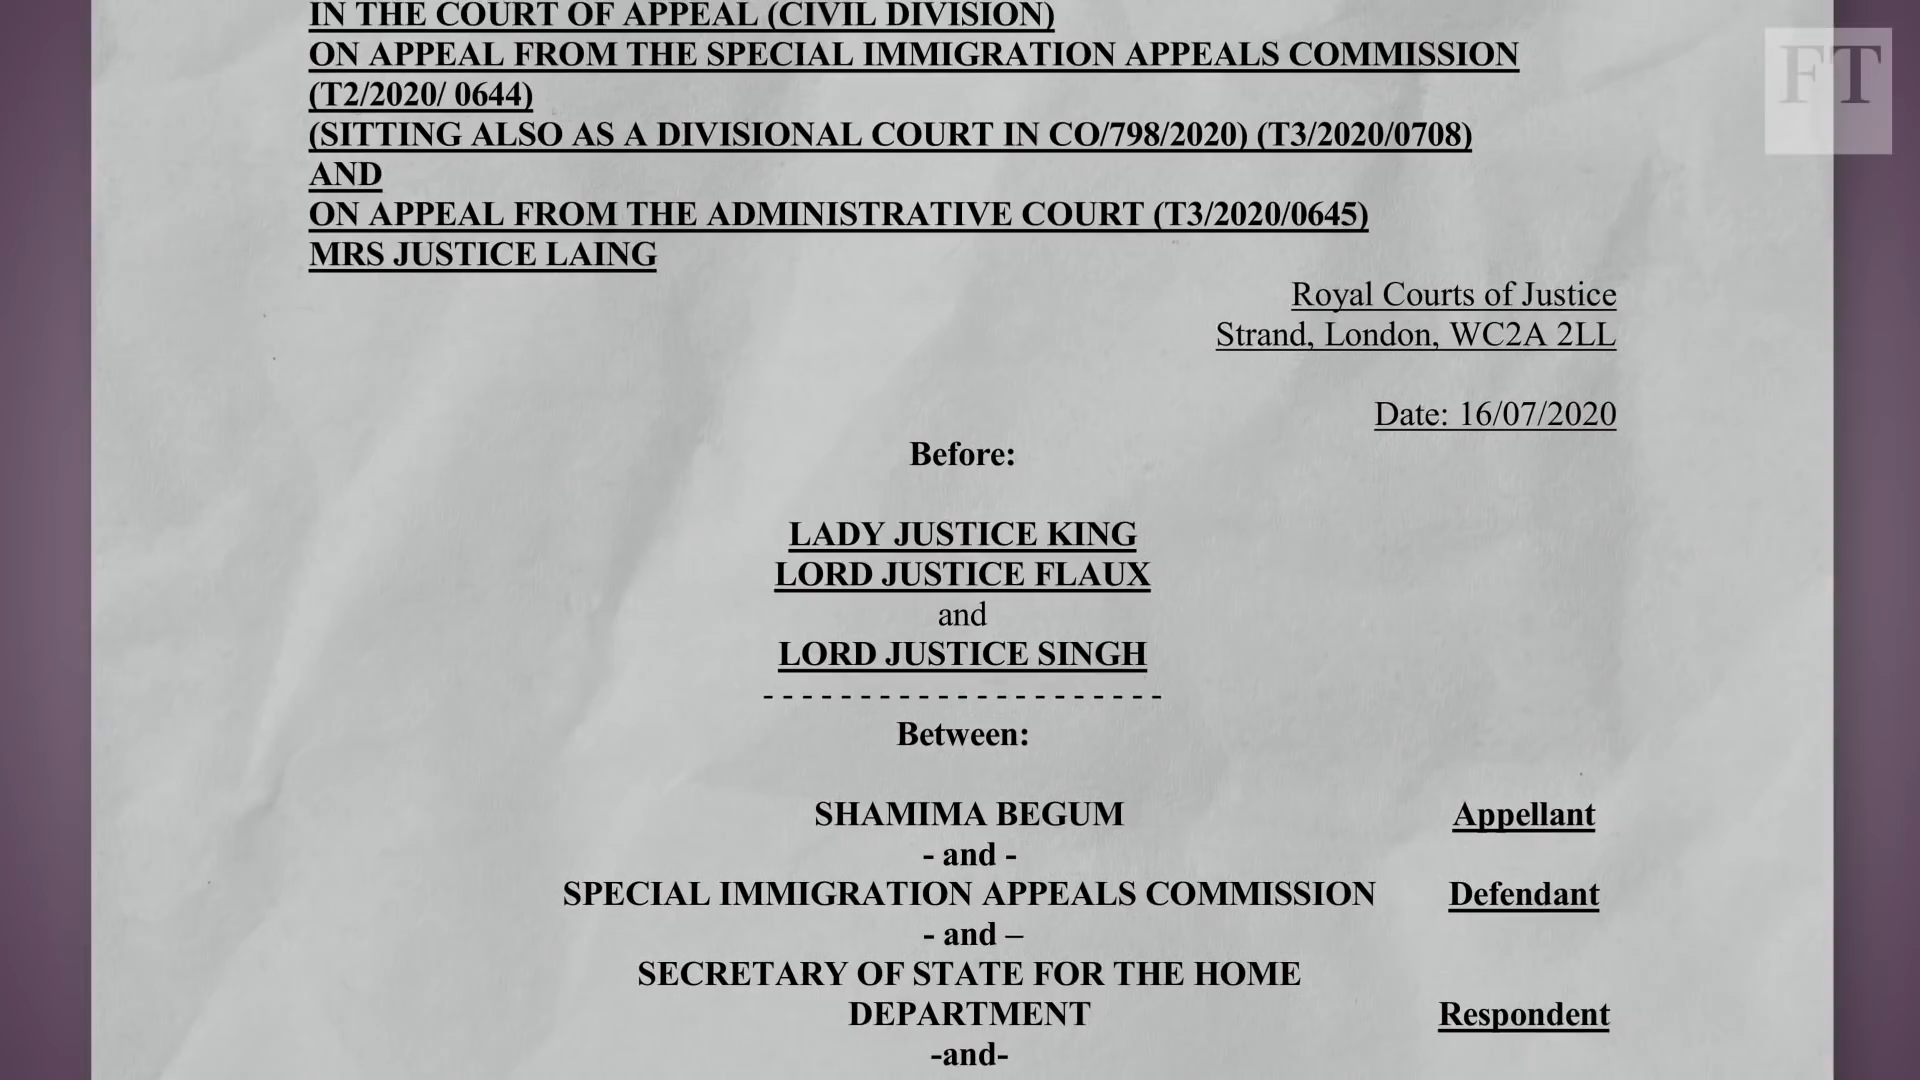 IN THE COURT OF APPEAL (CIVIL DIVISION)
ON APPEAL FROM THE SPECIAL IMMIGRATION APPEALS COMMISSION
(T2/2020/ 0644)
(SITTING ALSO AS A DIVISIONAL COURT IN CO/798/2020) (T3/2020/0708)
AND
ON APPEAL FROM THE ADMINISTRATIVE COURT (T3/2020/0645)
MRS JUSTICE LAING
FT
Royal Courts of Justice
Strand, London, WC2A 2LL
Date: 16/07/2020
Before:
LADY JUSTICE KING
LORD JUSTICE FLAUX
and
LORD JUSTICE SINGH
- - - - - - - - - - - - - - - - - - - - -
Between:
SHAMIMA BEGUM Appellant
- and -
SPECIAL IMMIGRATION APPEALS COMMISSION Defendant
- and –
SECRETARY OF STATE FOR THE HOME
DEPARTMENT Respondent
-and-